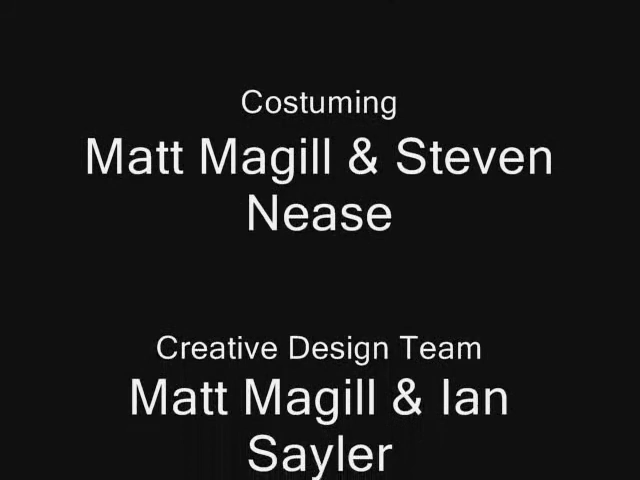 Costuming
Matt Magill & Steven
Nease
Creative Design Team
Matt Magill & Ian
Sayler